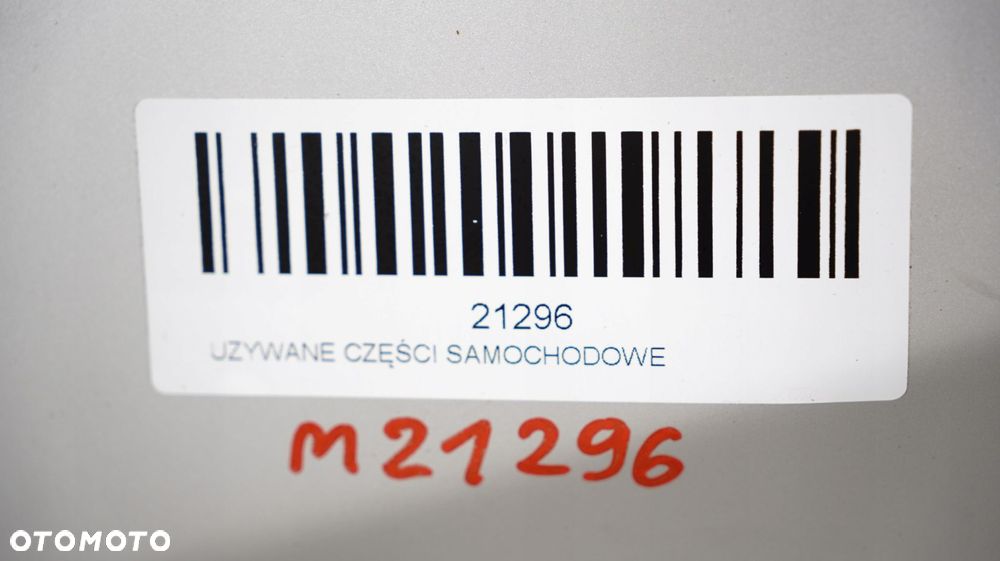 21296
UZYWANE CZĘŚCI SAMOCHODOWE
M21296
OTOMOTO